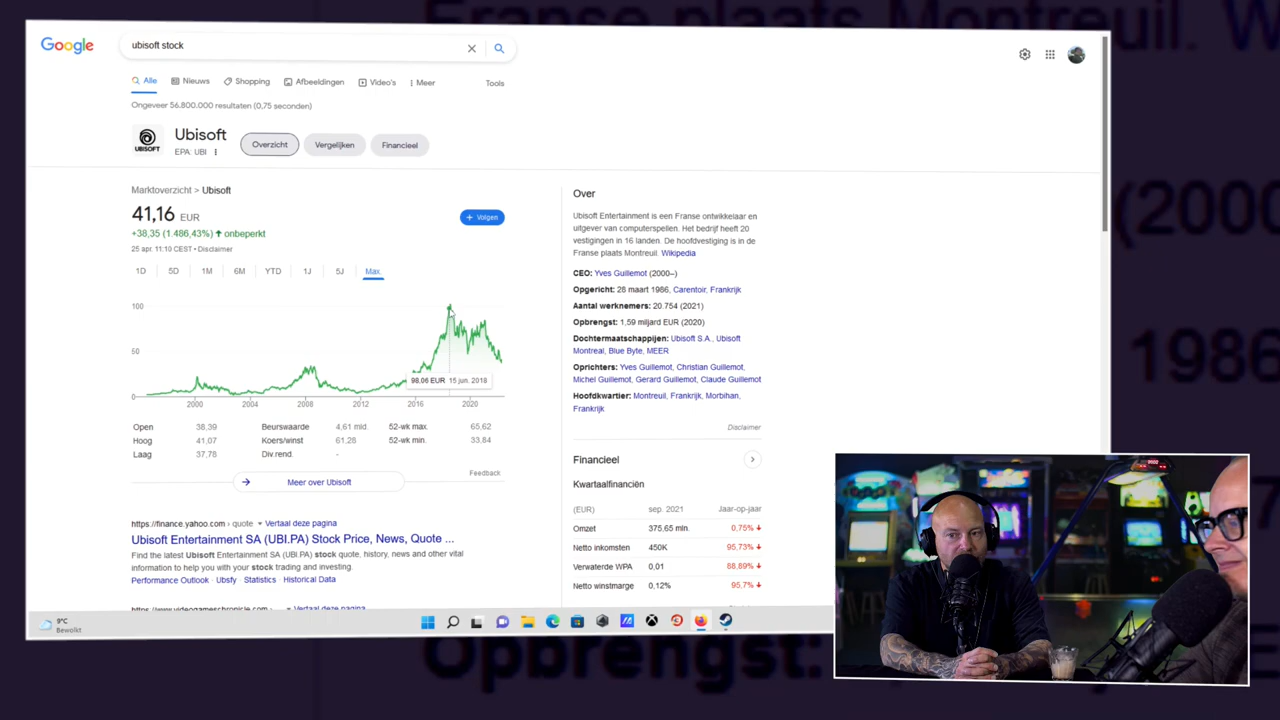 Franse plaats Montreuil. W
Google
ubisoft stock
Alle Nieuws Shopping Afbeeldingen Video's Meer Tools
Ongeveer 56.800.000 resultaten (0,75 seconden)
UBISOFT
Ubisoft
EPA: UBI
Overzicht Vergelijken Financieel
(2000
Marktoverzicht > Ubisoft
41,16 EUR
+38,35 (1.486,43%) onbeperkt
25 apr. 11:10 CEST • Disclaimer
+ Volgen
1D 5D 1M 6M YTD 1J 5J Max.
100
50
0
98,06 EUR 15 jun. 2018
2000 2004 2008 2012 2016 2020
Open 38,39 Beurswaarde 4,61 mld. 52-wk max. 65,62
Hoog 41,07 Koers/winst 61,28 52-wk min. 33,84
Laag 37,78 Div.rend. -
Feedback
Meer over Ubisoft
https://finance.yahoo.com › quote Vertaal deze pagina
Ubisoft Entertainment SA (UBI.PA) Stock Price, News, Quote ...
Find the latest Ubisoft Entertainment SA (UBI.PA) stock quote, history, news and other vital
information to help you with your stock trading and investing.
Performance Outlook · Ubsfy · Statistics · Historical Data
https://www.videogameschronicle.com Vertaal deze pagina
Over
Ubisoft Entertainment is een Franse ontwikkelaar en
uitgever van computerspellen. Het bedrijf heeft 20
vestigingen in 16 landen. De hoofdvestiging is in de
Franse plaats Montreuil. Wikipedia
CEO: Yves Guillemot (2000–)
Opgericht: 28 maart 1986, Carentoir, Frankrijk
Aantal werknemers: 20.754 (2021)
Opbrengst: 1,59 miljard EUR (2020)
Dochtermaatschappijen: Ubisoft S.A., Ubisoft
Montreal, Blue Byte, MEER
Oprichters: Yves Guillemot, Christian Guillemot,
Michel Guillemot, Gerard Guillemot, Claude Guillemot
Hoofdkwartier: Montreuil, Frankrijk, Morbihan,
Frankrijk
Disclaimer
1986
Financieel
Kwartaalfinanciën
(EUR) sep. 2021 Jaar-op-jaar
Omzet 375,65 mln. 0,75%
Netto inkomsten 450K 95,73%
Verwaterde WPA 0,01 88,89%
Netto winstmarge 0,12% 95,7%
9°C
Bewolkt
Opbrengst: